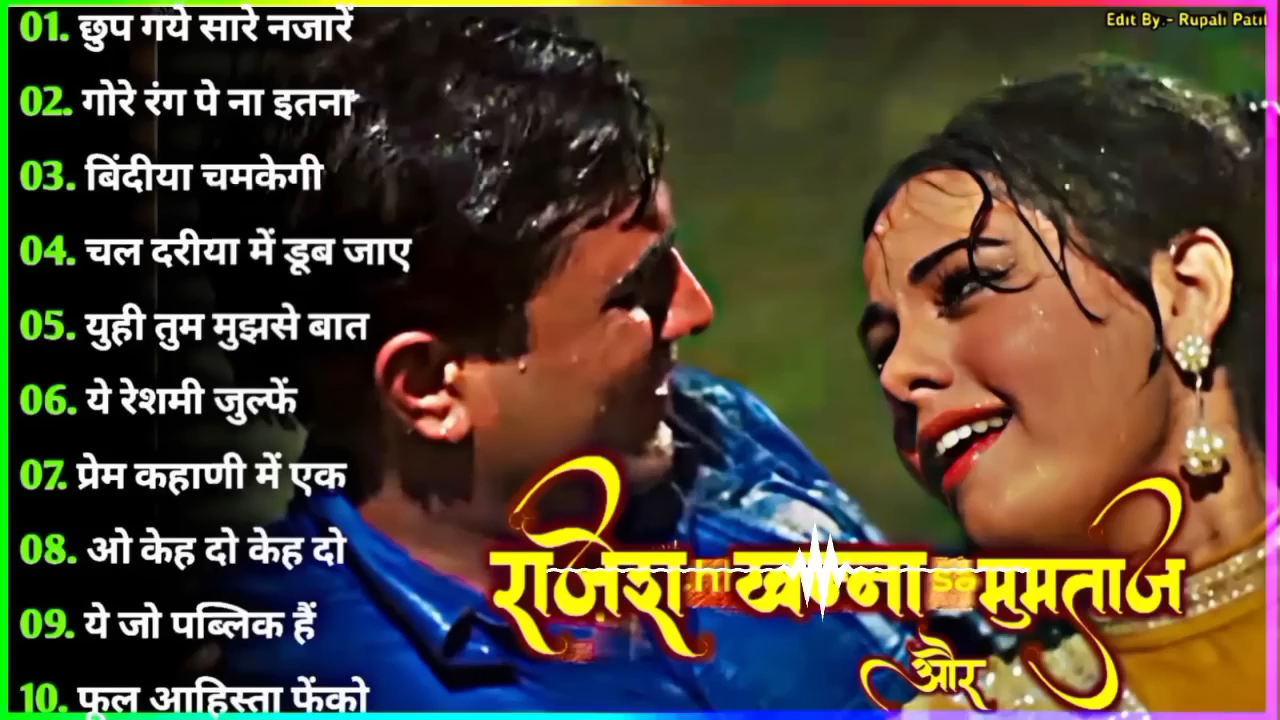 01. छुप गये सारे नजारें
02. गोरे रंग पे ना इतना
03. बिंदीया चमकेगी
04. चल दरीया में डूब जाए
05. युही तुम मुझसे बात
06. ये रेशमी जुल्फें
07. प्रेम कहाणी में एक
08. ओ केह दो केह दो
09. ये जो पब्लिक हैं
10. फूल आहिस्ता फेंको
Edit By:- Rupali Patil
राजेश खन्ना मुमताज
और